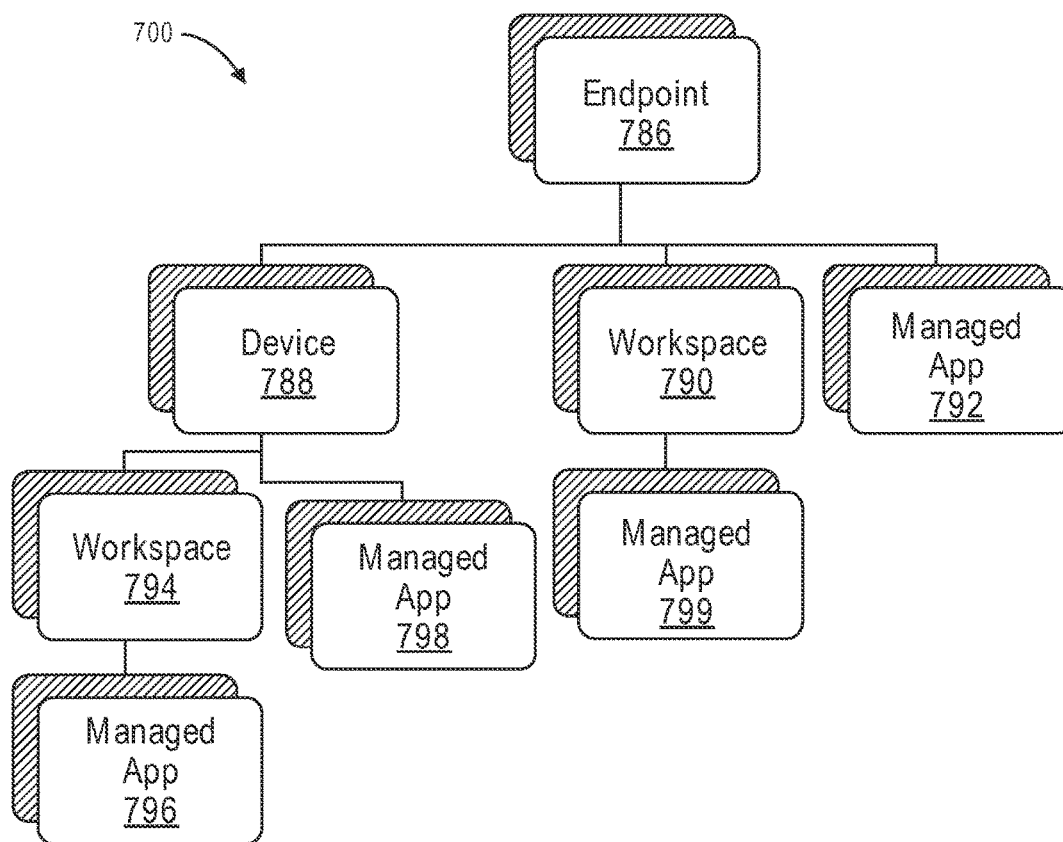 700
Endpoint
786
Device
788
Workspace
790
Managed
App
792
Workspace
794
Managed
App
798
Managed
App
799
Managed
App
796